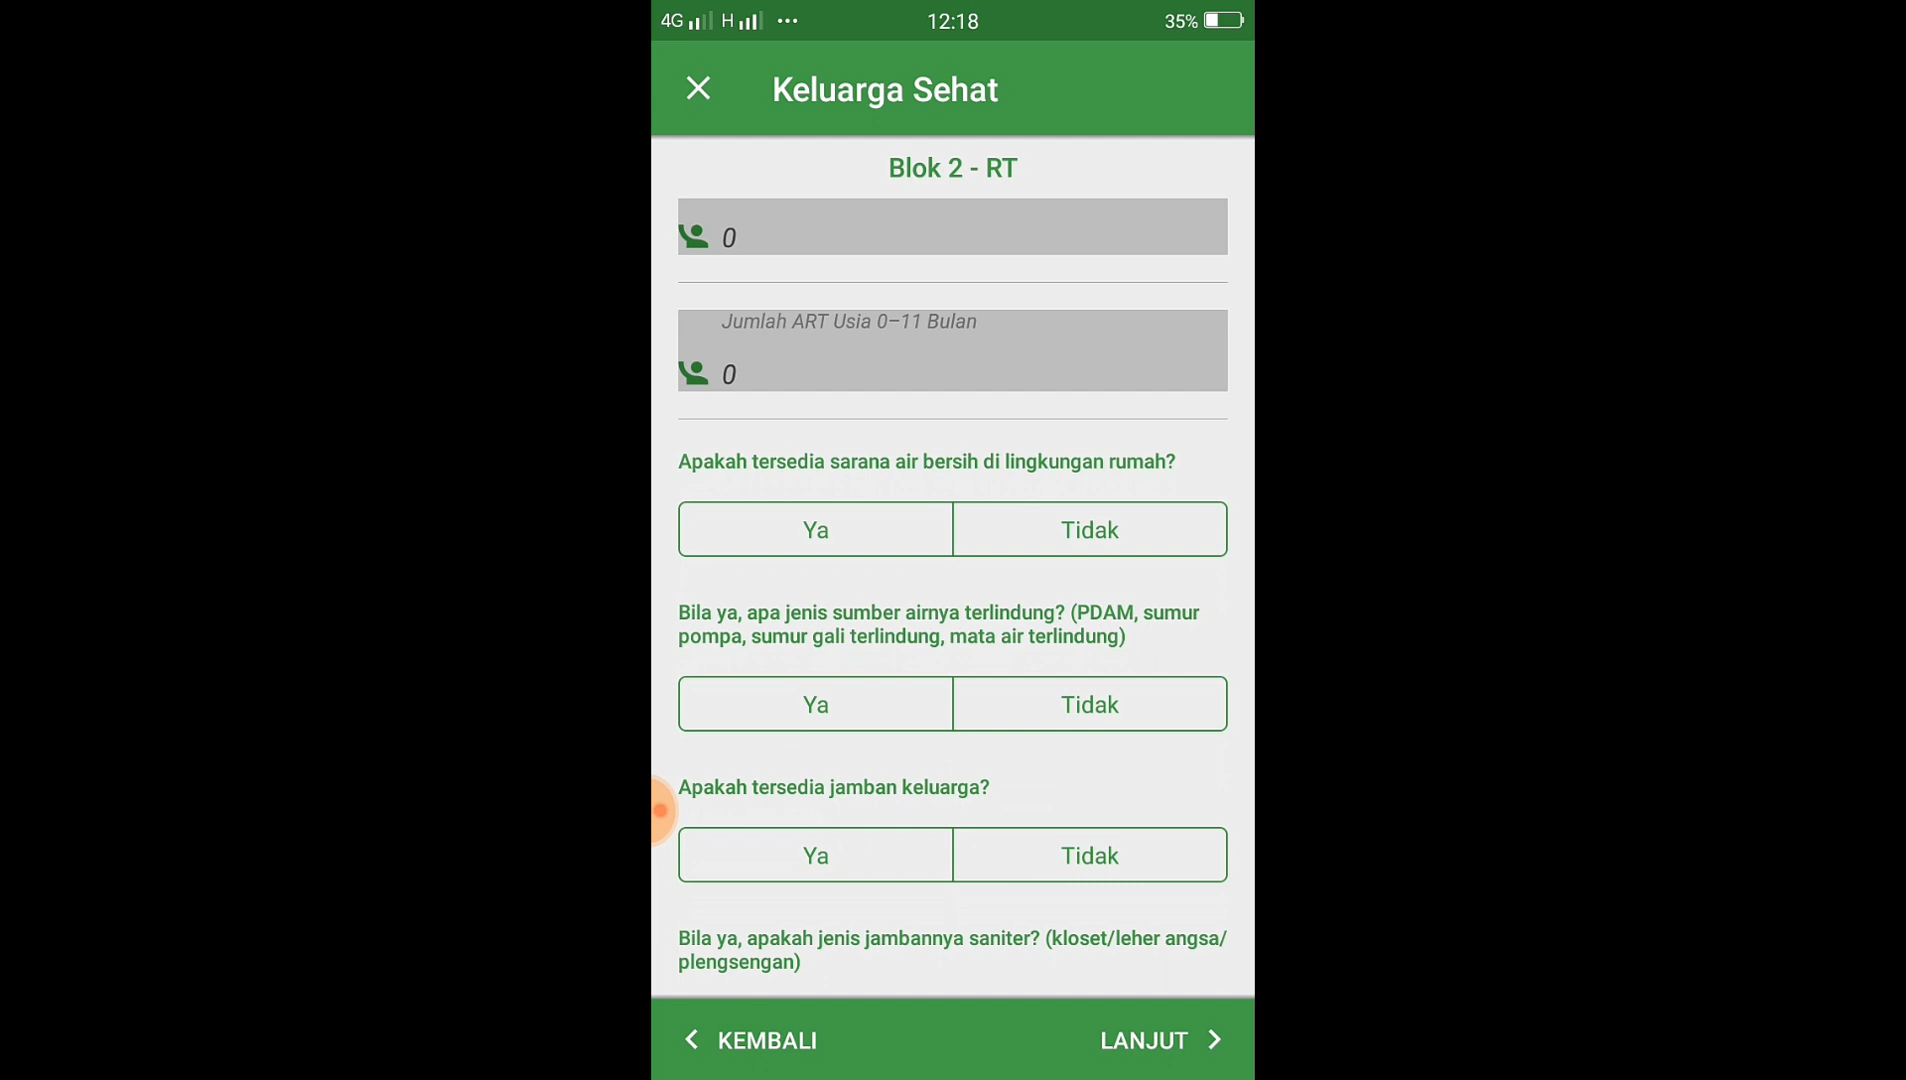 4G H ... 12:18 35%
Keluarga Sehat
Blok 2 - RT
0
Jumlah ART Usia 0–11 Bulan
0
Apakah tersedia sarana air bersih di lingkungan rumah?
Ya Tidak
Bila ya, apa jenis sumber airnya terlindung? (PDAM, sumur
pompa, sumur gali terlindung, mata air terlindung)
Ya Tidak
Apakah tersedia jamban keluarga?
Ya Tidak
Bila ya, apakah jenis jambannya saniter? (kloset/leher angsa/
plengsengan)
KEMBALI LANJUT